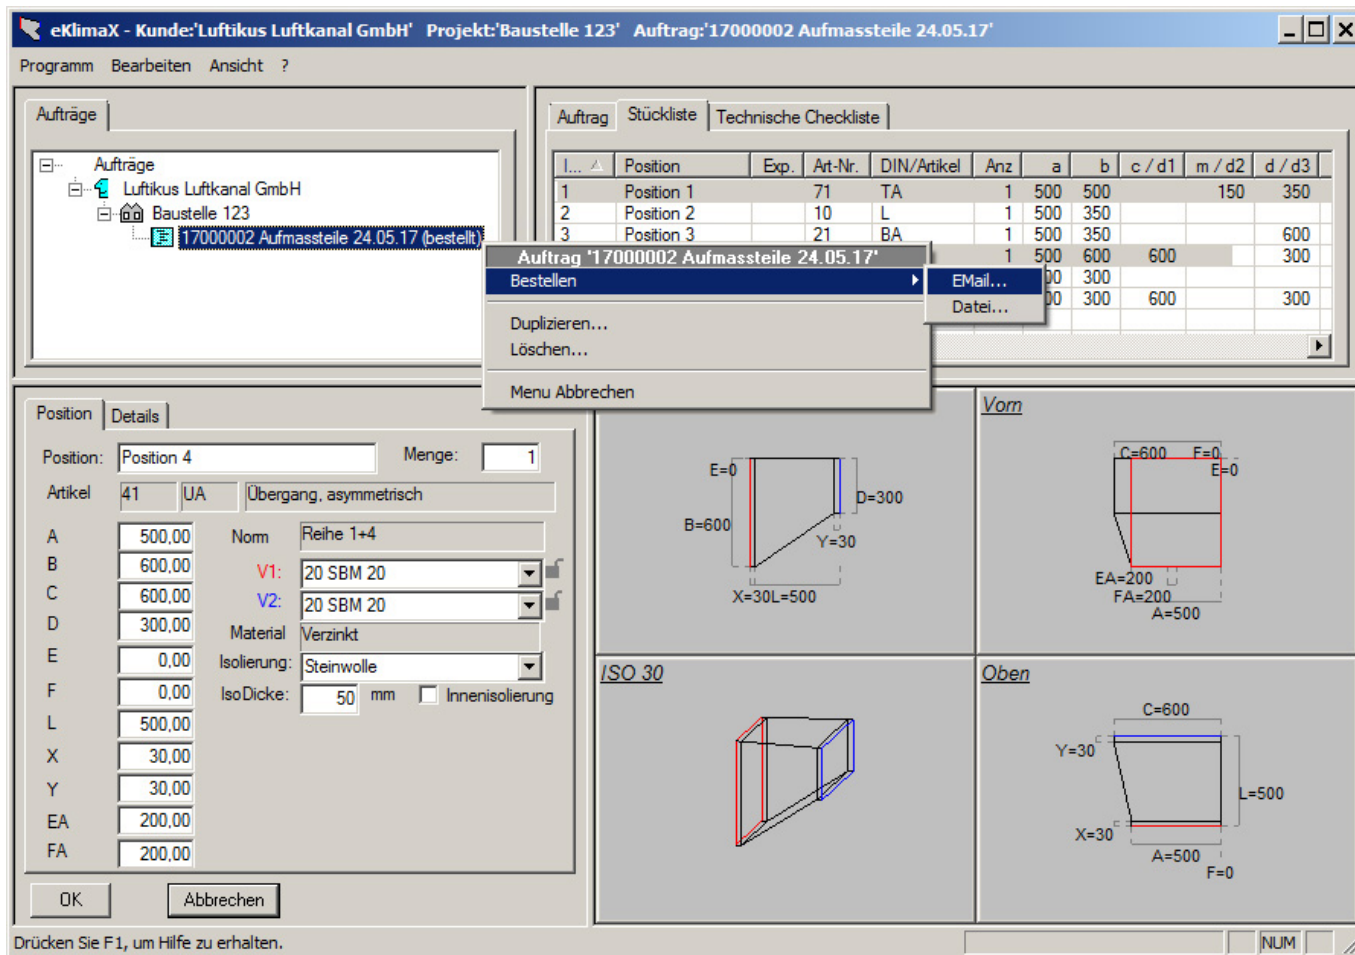 eKlimaX - Kunde:'Luftikus Luftkanal GmbH' Projekt:'Baustelle 123' Auftrag:'17000002 Aufmassteile 24.05.17'
Programm Bearbeiten Ansicht ?
Aufträge
Aufträge
Luftikus Luftkanal GmbH
Baustelle 123
17000002 Aufmassteile 24.05.17 (bestellt)
Auftrag Stückliste Technische Checkliste
I... Position Exp. Art-Nr. DIN/Artikel Anz a b c / d1 m / d2 d / d3
1 Position 1 71 TA 1 500 500 150 350
2 Position 2 10 L 1 500 350
3 Position 3 21 BA 1 500 350 600
1 500 600 600 300
00 300
00 300 600 300
Auftrag '17000002 Aufmassteile 24.05.17'
Bestellen
EMail...
Datei...
Duplizieren...
Löschen...
Menu Abbrechen
Position Details
Position: Position 4 Menge: 1
Artikel 41 UA Übergang, asymmetrisch
A 500,00 Norm Reihe 1+4
B 600,00 V1: 20 SBM 20
C 600,00 V2: 20 SBM 20
D 300,00 Material Verzinkt
E 0,00 Isolierung: Steinwolle
F 0,00 IsoDicke: 50 mm Innenisolierung
L 500,00
X 30,00
Y 30,00
EA 200,00
FA 200,00
OK Abbrechen
E=0
D=300
B=600
Y=30
X=30L=500
Vorn
C=600 F=0
E=0
EA=200
FA=200
A=500
ISO 30
Oben
C=600
Y=30
L=500
X=30
A=500
F=0
Drücken Sie F1, um Hilfe zu erhalten.
NUM